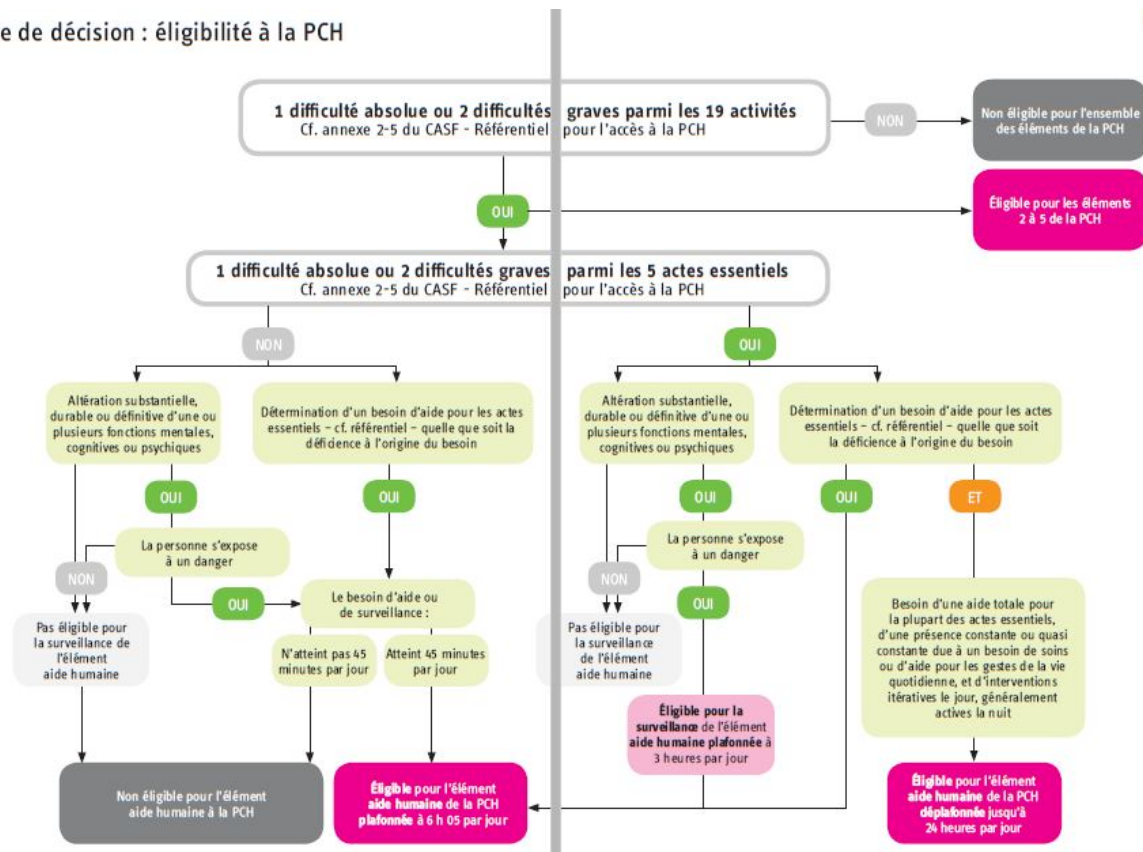 e de décision : éligibilité à la PCH
1 difficulté absolue ou 2 difficultés graves parmi les 19 activités
Cf. annexe 2-5 du CASF - Référentiel pour l'accès à la PCH
NON
Non éligible pour l'ensemble
des éléments de la PCH
OUI
Éligible pour les éléments
2 à 5 de la PCH
1 difficulté absolue ou 2 difficultés graves parmi les 5 actes essentiels
Cf. annexe 2-5 du CASF - Référentiel pour l'accès à la PCH
NON
Altération substantielle,
durable ou définitive d'une ou
plusieurs fonctions mentales,
cognitives ou psychiques
Détermination d'un besoin d'aide pour les actes
essentiels – cf. référentiel – quelle que soit la
déficience à l'origine du besoin
OUI
OUI
La personne s'expose
à un danger
NON
OUI
Le besoin d'aide ou
de surveillance :
Pas éligible pour
la surveillance de
l'élément
aide humaine
N'atteint pas 45
minutes par jour
Atteint 45 minutes
par jour
Non éligible pour l'élément
aide humaine à la PCH
Éligible pour l'élément
aide humaine de la PCH
plafonnée à 6 h 05 par jour
OUI
Altération substantielle,
durable ou définitive d'une ou
plusieurs fonctions mentales,
cognitives ou psychiques
Détermination d'un besoin d'aide pour les actes
essentiels – cf. référentiel – quelle que soit
la déficience à l'origine du besoin
OUI
OUI
ET
La personne s'expose
à un danger
NON
OUI
Pas éligible pour
la surveillance
de l'élément
aide humaine
Besoin d'une aide totale pour
la plupart des actes essentiels,
d'une présence constante ou quasi
constante due à un besoin de soins
ou d'aide pour les gestes de la vie
quotidienne, et d'interventions
itératives le jour, généralement
actives la nuit
Éligible pour la
surveillance de l'élément
aide humaine plafonnée à
3 heures par jour
Éligible pour l'élément
aide humaine de la PCH
déplafonnée jusqu'à
24 heures par jour